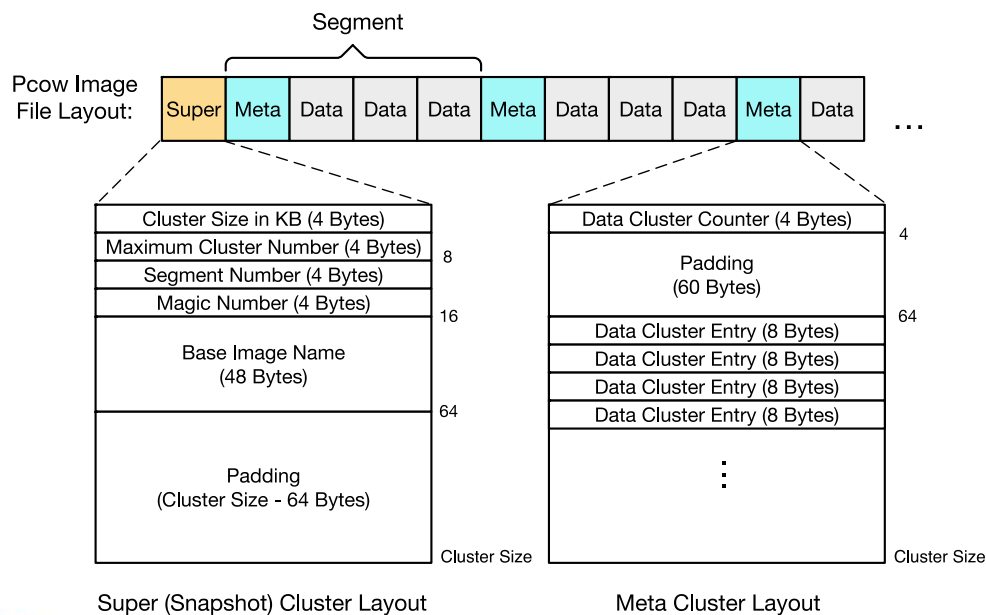 Segment
Pcow Image
File Layout:
Super Meta Data Data Data Meta Data Data Data Meta Data ...
Cluster Size in KB (4 Bytes)
Maximum Cluster Number (4 Bytes)
8
Segment Number (4 Bytes)
Magic Number (4 Bytes)
16
Base Image Name
(48 Bytes)
64
Padding
(Cluster Size - 64 Bytes)
Cluster Size
Super (Snapshot) Cluster Layout
Data Cluster Counter (4 Bytes)
4
Padding
(60 Bytes)
64
Data Cluster Entry (8 Bytes)
Data Cluster Entry (8 Bytes)
Data Cluster Entry (8 Bytes)
Data Cluster Entry (8 Bytes)
⋮
Cluster Size
Meta Cluster Layout